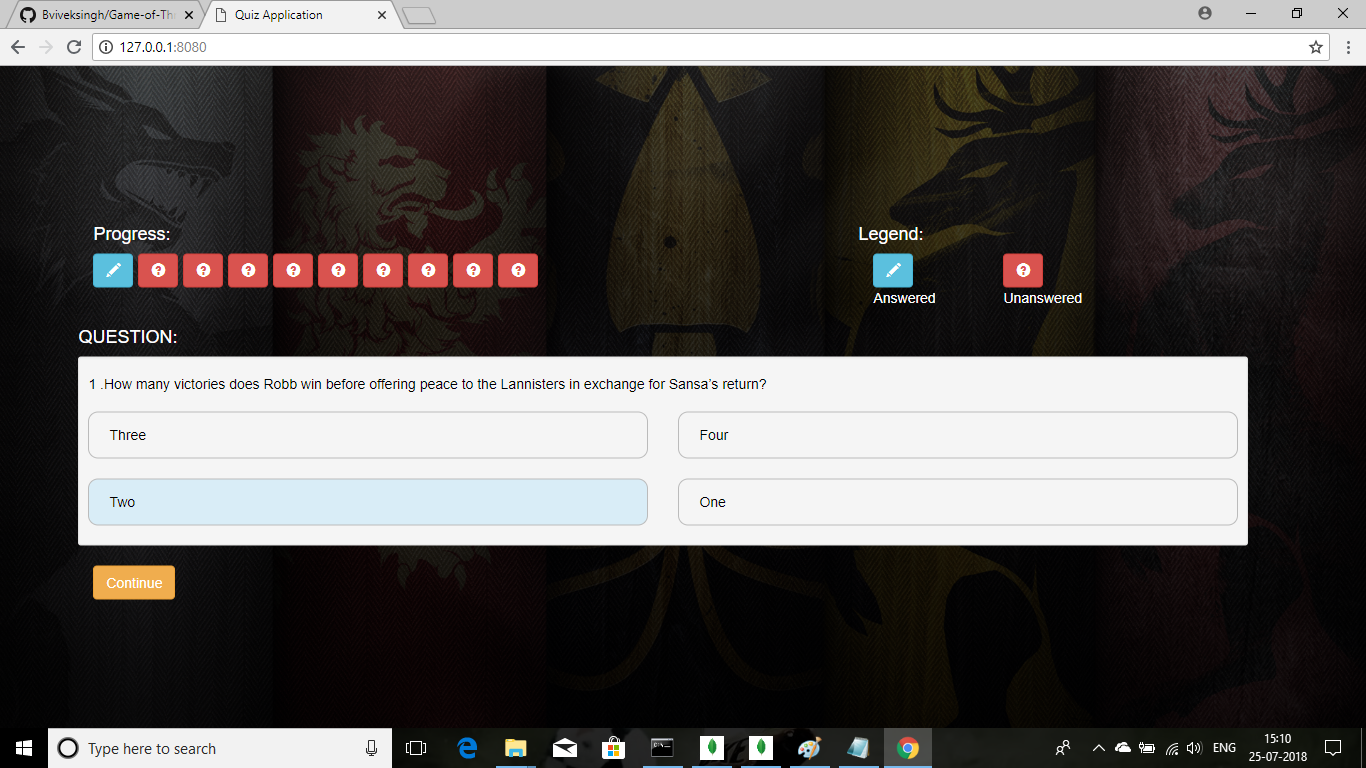 Bviveksingh/Game-of-Th
Quiz Application
127.0.0.1:8080
Progress:
Legend:
Answered
Unanswered
QUESTION:
1 .How many victories does Robb win before offering peace to the Lannisters in exchange for Sansa’s return?
Three
Four
Two
One
Continue
Type here to search
ENG
15:10
25-07-2018